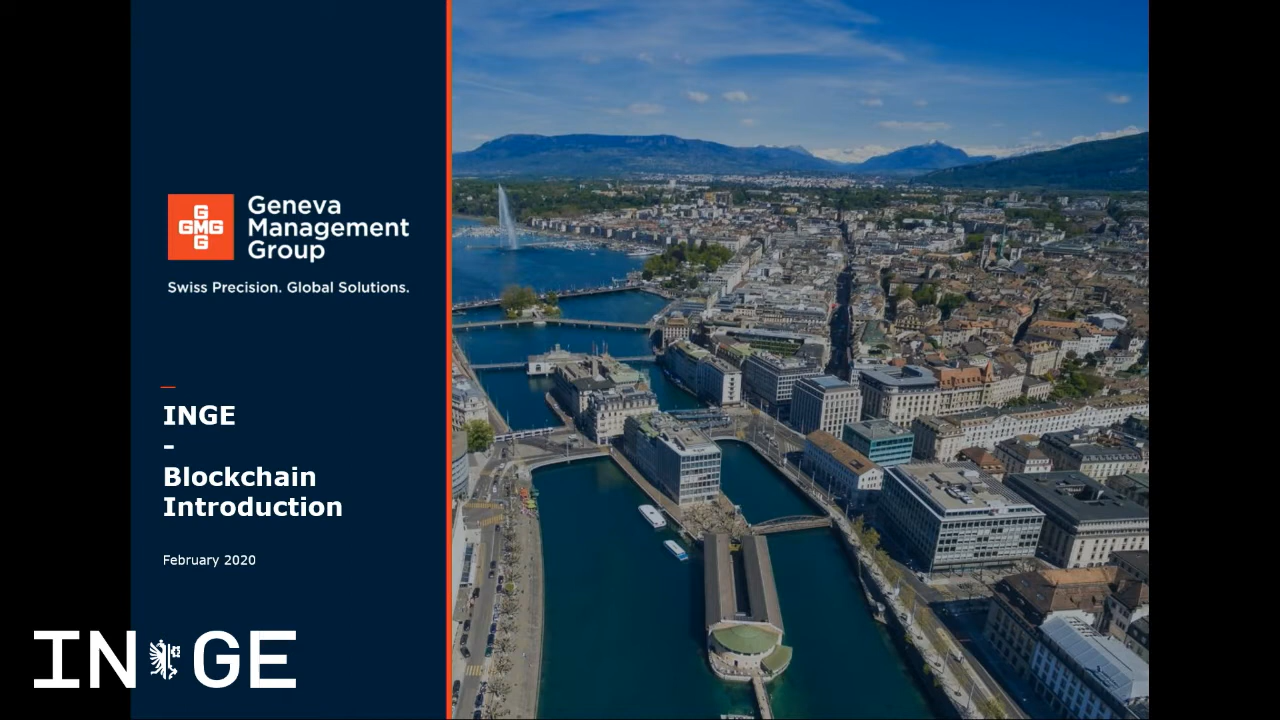 G
GMG
G
Geneva
Management
Group
Swiss Precision. Global Solutions.
INGE
-
Blockchain
Introduction
February 2020
IN GE